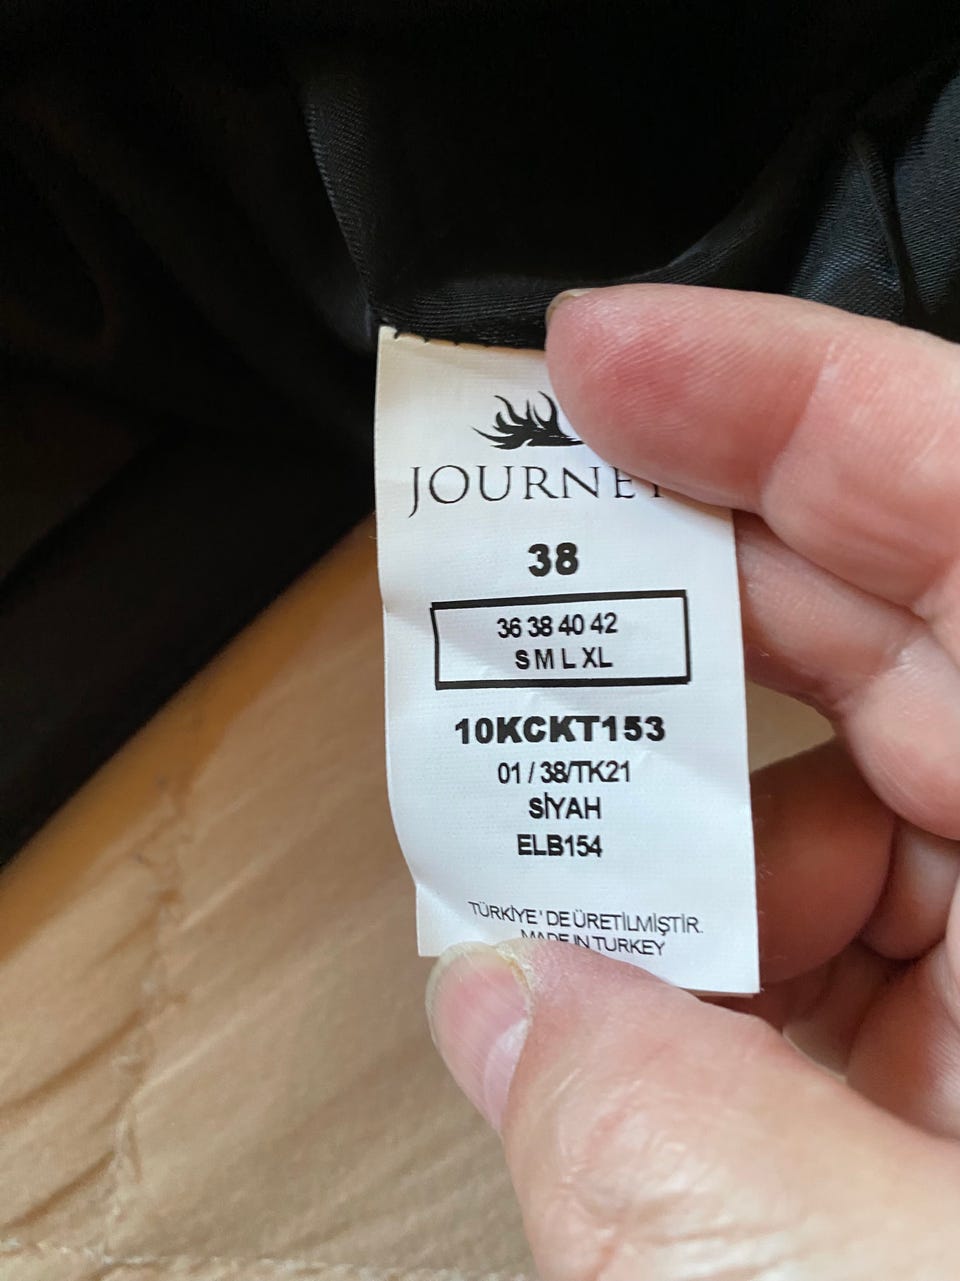 JOURNEY
38
36 38 40 42
S M L XL
10KCKT153
01 / 38/TK21
SİYAH
ELB154
TÜRKİYE ' DE ÜRETİLMİŞTİR.
MADE IN TURKEY